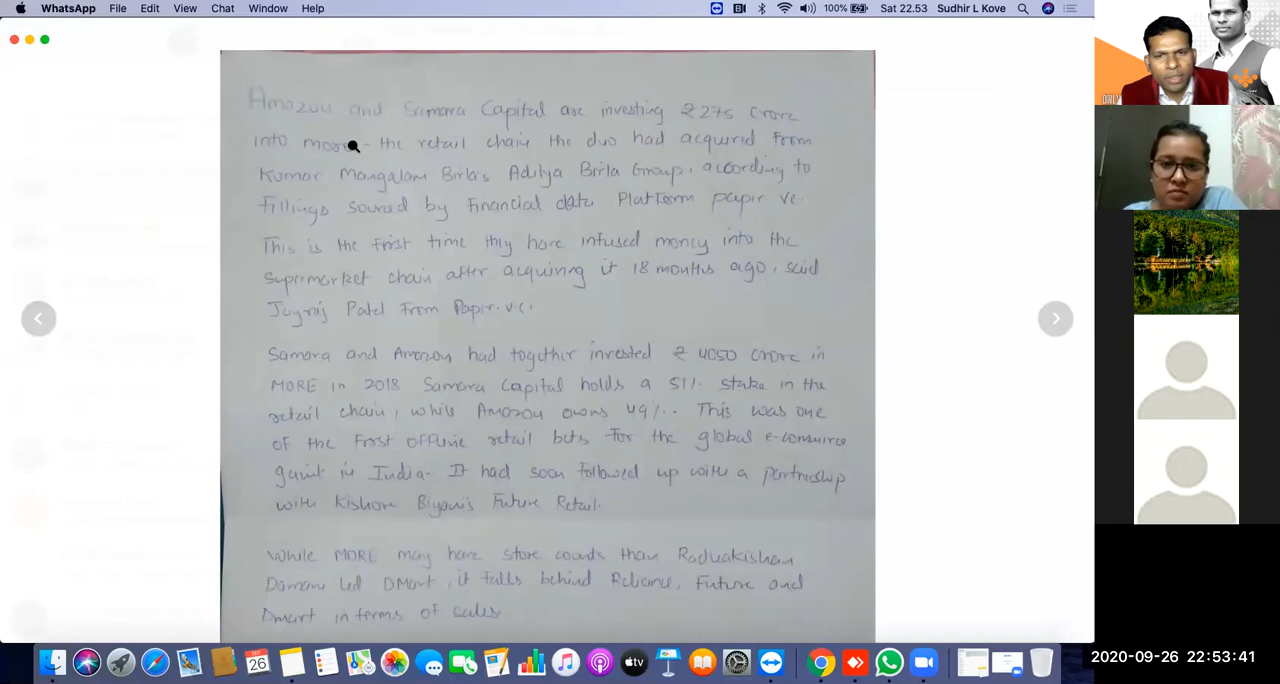 WhatsApp File Edit View Chat Window Help 100% Sat 22.53 Sudhir L Kove
Amazon and Samara Capital are investing ₹275 crore
into more - the retail chain the duo had acquired From
Kumar Mangalam Birla's Aditya Birla Group, according to
Fillings sourced by Financial data Platform papir vc
This is the First time they have infused money into the
supermarket chain after acquiring it 18 months ago, said
Patel From Papir.v.c.
Samara and Amazon had together invested ₹ 4050 crore in
MORE in 2018 Samara Capital holds a 51% stake in the
retail chain, while Amazon owns 49%. This was one
of the First offline retail bets for the global e-commerce
gaint in India. It had soon followed up with a partnership
with Kishore Biyani's Future Retail.
While MORE may have store counts than Raduakishan
Damani Led DMart, it falls behind Reliance, Future and
Dmart in terms of sales
SEP
26
tv
2020-09-26 22:53:41